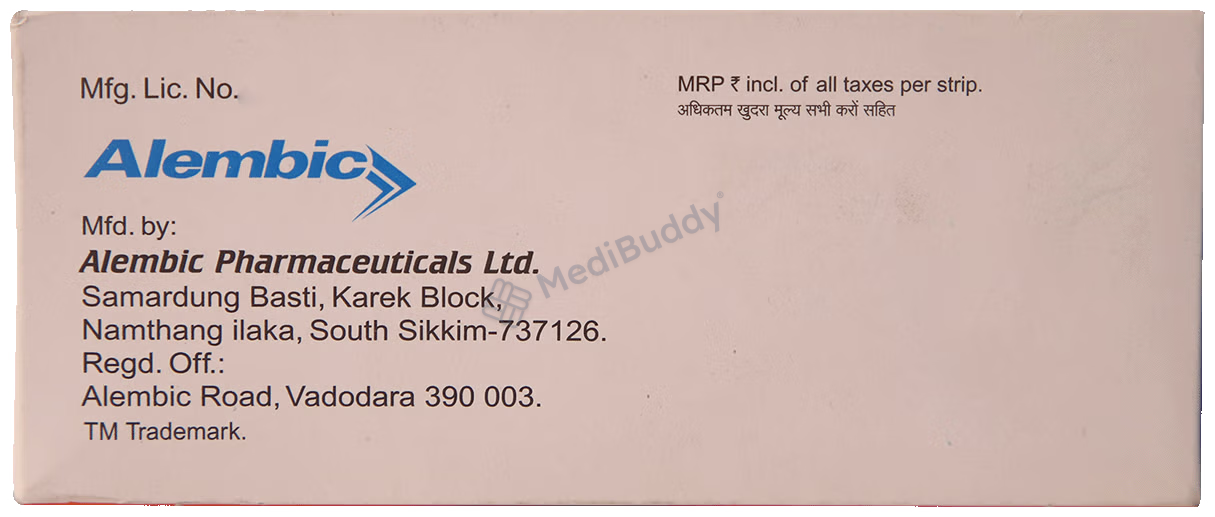 Mfg. Lic. No.
Alembic
Mfd. by:
Alembic Pharmaceuticals Ltd.
Samardung Basti, Karek Block,
Namthang ilaka, South Sikkim-737126.
Regd. Off.:
Alembic Road, Vadodara 390 003.
TM Trademark.
MRP ₹ incl. of all taxes per strip.
अधिकतम खुदरा मूल्य सभी करों सहित
MediBuddy